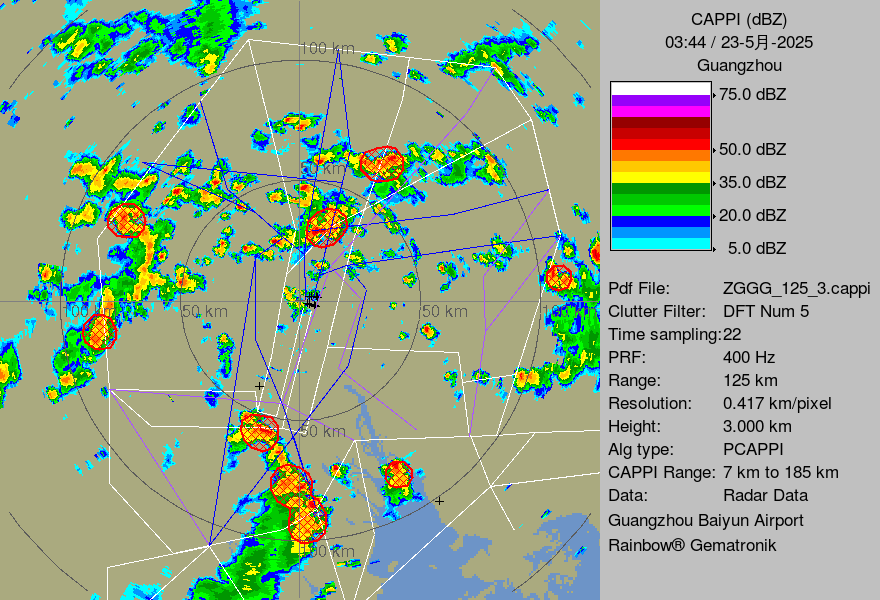 CAPPI (dBZ)
03:44 / 23-5月-2025
Guangzhou
75.0 dBZ
50.0 dBZ
35.0 dBZ
20.0 dBZ
5.0 dBZ
Pdf File: ZGGG_125_3.cappi
Clutter Filter: DFT Num 5
Time sampling:22
PRF: 400 Hz
Range: 125 km
Resolution: 0.417 km/pixel
Height: 3.000 km
Alg type: PCAPPI
CAPPI Range: 7 km to 185 km
Data: Radar Data
Guangzhou Baiyun Airport
Rainbow® Gematronik
100 km
50 km
100 km
50 km
50 km
50 km
100 km